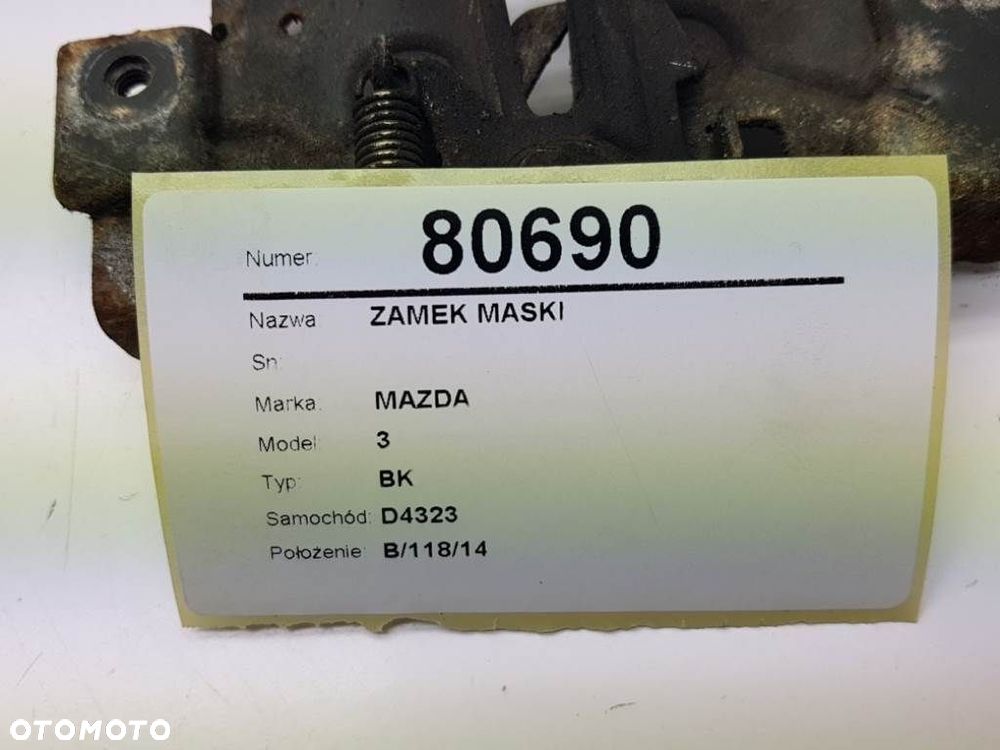 Numer: 80690
Nazwa ZAMEK MASKI
Sn:
Marka: MAZDA
Model: 3
Typ: BK
Samochód: D4323
Położenie: B/118/14
OTOMOTO